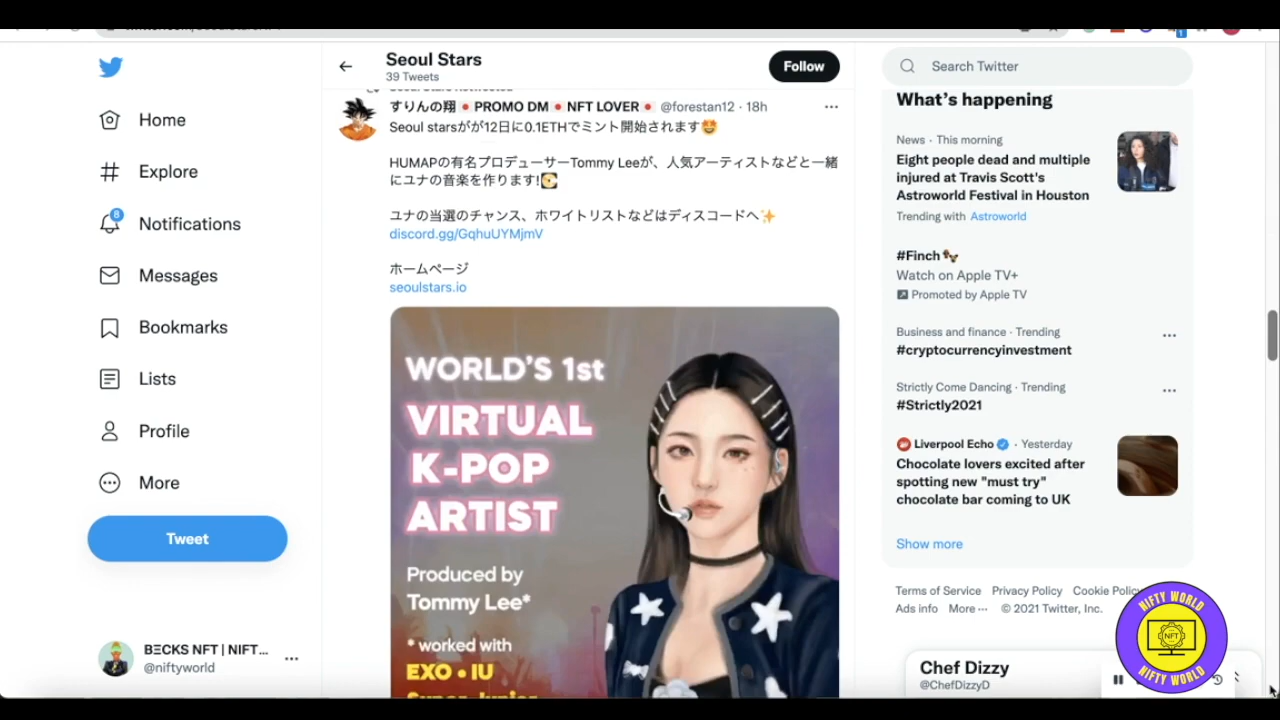 Home
Explore
8
Notifications
Messages
Bookmarks
Lists
Profile
More
Tweet
BΞCKS NFT | NIFT...
@niftyworld
Seoul Stars
39 Tweets
Follow
Seoul Stars Retweeted
すりんの翔🔴PROMO DM🔴NFT LOVER🔴 @forestan12 · 18h
Seoul starsがが12日に0.1ETHでミント開始されます🤩
HUMAPの有名プロデューサーTommy Leeが、人気アーティストなどと一緒
にユナの音楽を作ります!
ユナの当選のチャンス、ホワイトリストなどはディスコードへ✨
discord.gg/GqhuUYMjmV
ホームページ
seoulstars.io
WORLD'S 1st
VIRTUAL
K-POP
ARTIST
Produced by
Tommy Lee*
* worked with
EXO • IU
Super Junior
Search Twitter
What's happening
News · This morning
Eight people dead and multiple
injured at Travis Scott's
Astroworld Festival in Houston
Trending with Astroworld
#Finch
Watch on Apple TV+
Promoted by Apple TV
Business and finance · Trending
#cryptocurrencyinvestment
Strictly Come Dancing · Trending
#Strictly2021
Liverpool Echo · Yesterday
Chocolate lovers excited after
spotting new "must try"
chocolate bar coming to UK
Show more
Terms of Service Privacy Policy Cookie Policy
Ads info More ··· © 2021 Twitter, Inc.
Chef Dizzy
@ChefDizzyD
NIFTY WORLD
NFT
NIFTY WORLD